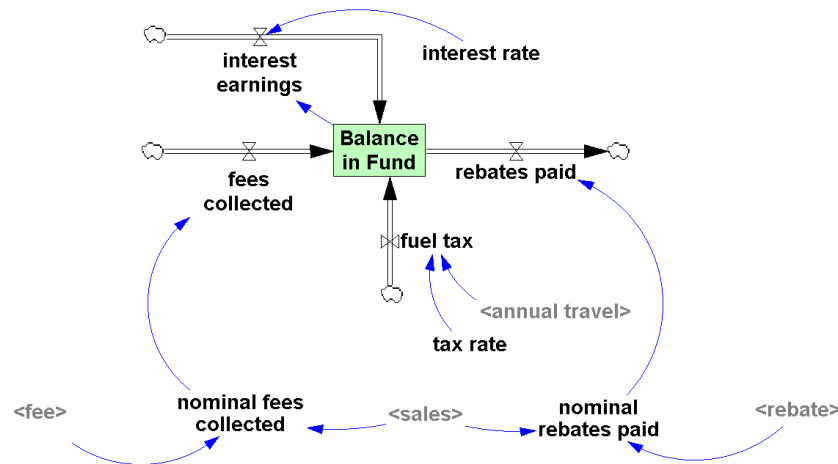 interest
earnings
interest rate
Balance
in Fund
fees
collected
rebates paid
fuel tax
<annual travel>
tax rate
<fee>
nominal fees
collected
<sales>
nominal
rebates paid
<rebate>